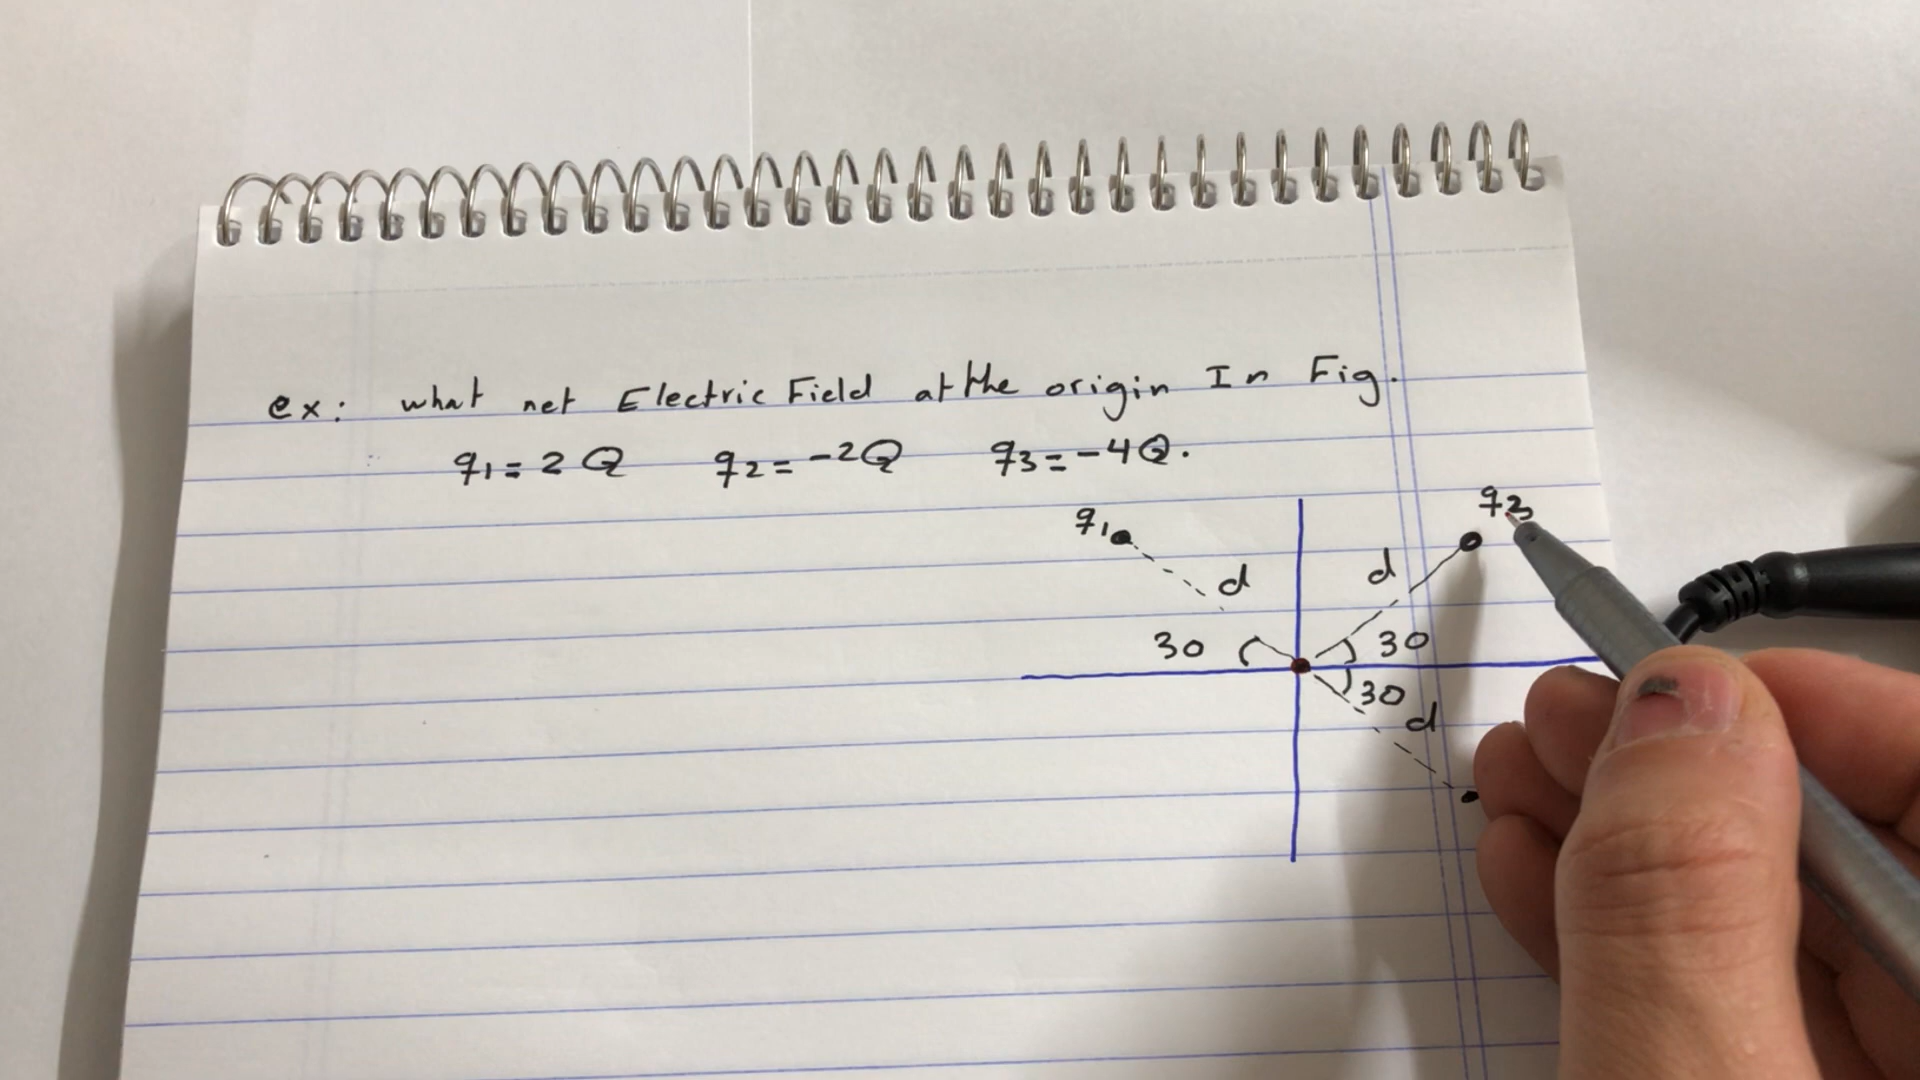 ex: what net Electric Field at the origin In Fig.
q1 = 2Q q2 = -2Q q3 = -4Q.
q1
d
d
30
30
30
d